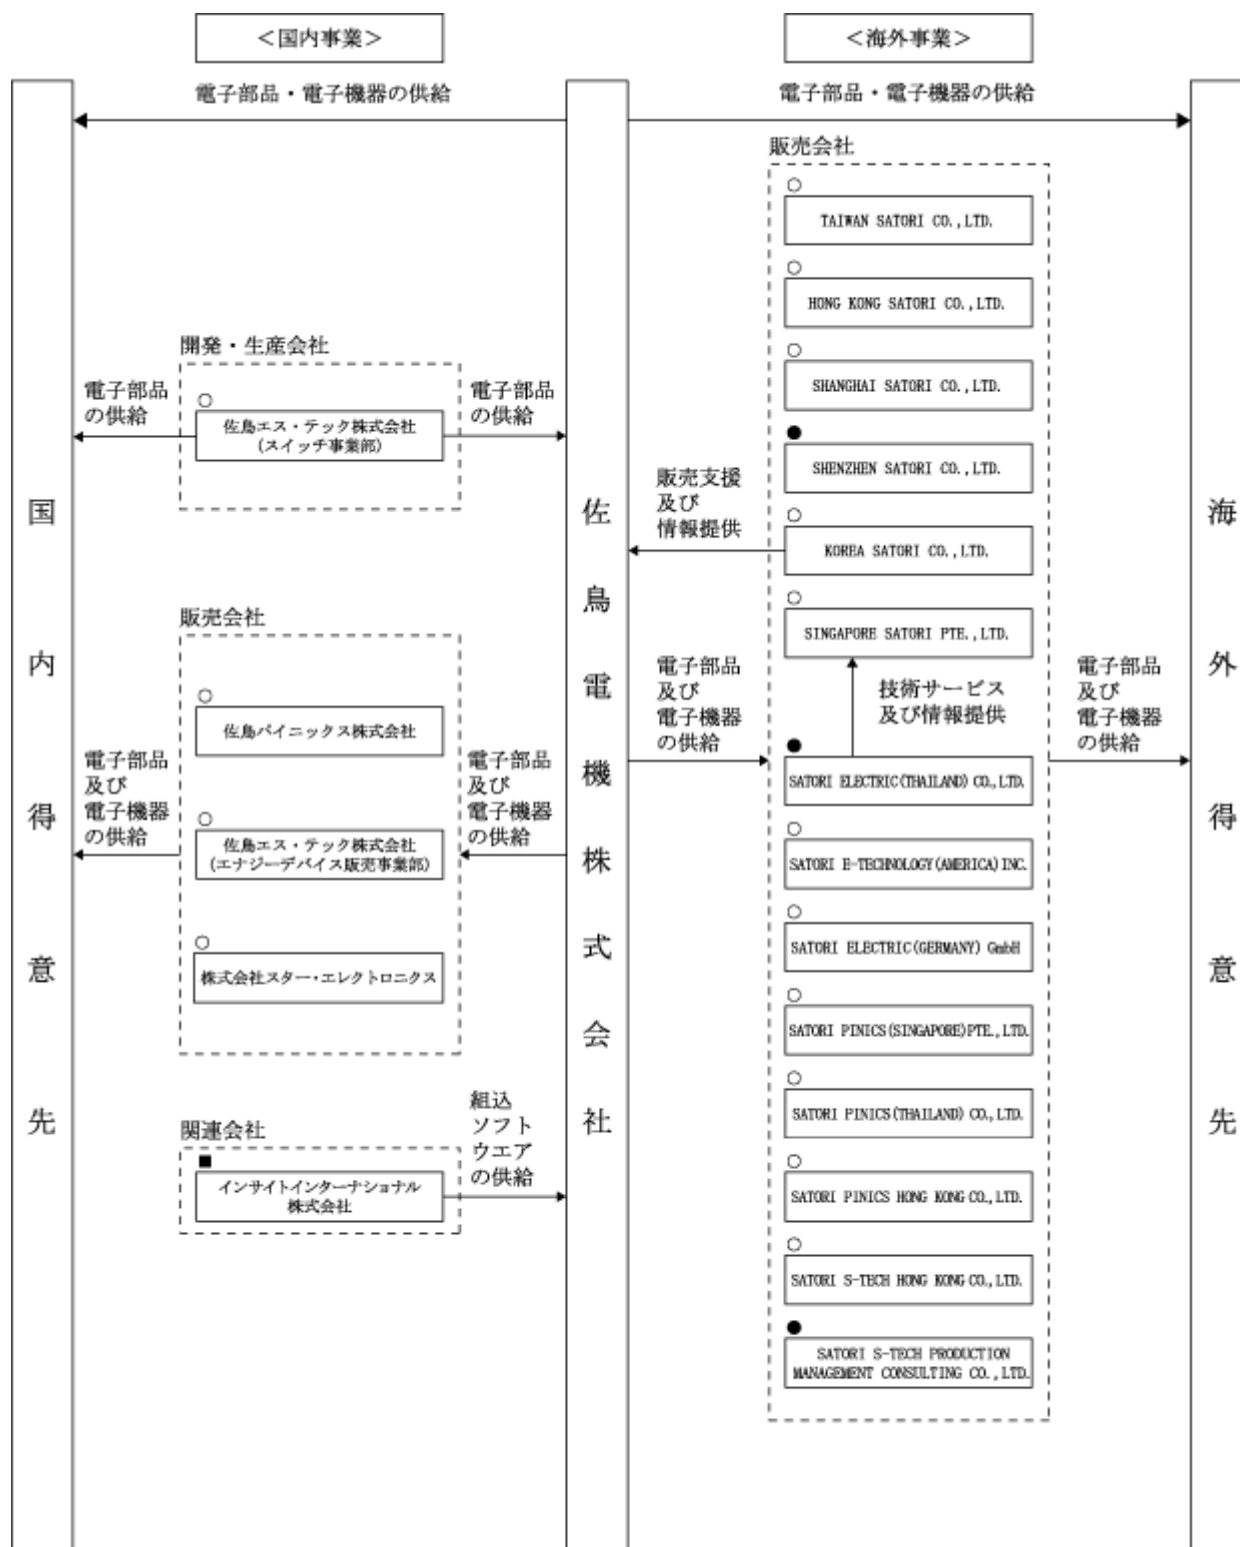 ＜国内事業＞
＜海外事業＞
電子部品・電子機器の供給
電子部品・電子機器の供給
国内得意先
開発・生産会社
電子部品
の供給
○
佐鳥エス・テック株式会社
(スイッチ事業部)
電子部品
の供給
販売会社
電子部品
及び
電子機器
の供給
○
佐鳥パイニックス株式会社
○
佐鳥エス・テック株式会社
(エナジーデバイス販売事業部)
○
株式会社スター・エレクトロニクス
電子部品
及び
電子機器
の供給
関連会社
■
インサイトインターナショナル
株式会社
組込
ソフト
ウエア
の供給
佐鳥電機株式会社
販売支援
及び
情報提供
電子部品
及び
電子機器
の供給
販売会社
○
TAIWAN SATORI CO.,LTD.
○
HONG KONG SATORI CO.,LTD.
○
SHANGHAI SATORI CO.,LTD.
●
SHENZHEN SATORI CO.,LTD.
○
KOREA SATORI CO.,LTD.
○
SINGAPORE SATORI PTE.,LTD.
技術サービス
及び情報提供
●
SATORI ELECTRIC(THAILAND) CO.,LTD.
○
SATORI E-TECHNOLOGY(AMERICA)INC.
○
SATORI ELECTRIC(GERMANY) GmbH
○
SATORI PINICS(SINGAPORE)PTE.,LTD.
○
SATORI PINICS(THAILAND) CO.,LTD.
○
SATORI PINICS HONG KONG CO.,LTD.
○
SATORI S-TECH HONG KONG CO.,LTD.
●
SATORI S-TECH PRODUCTION
MANAGEMENT CONSULTING CO.,LTD.
電子部品
及び
電子機器
の供給
海外得意先